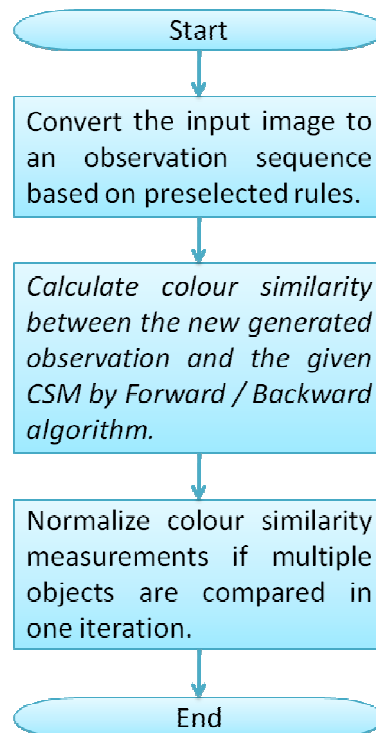 Start
Convert the input image to
an observation sequence
based on preselected rules.
Calculate colour similarity
between the new generated
observation and the given
CSM by Forward / Backward
algorithm.
Normalize colour similarity
measurements if multiple
objects are compared in
one iteration.
End